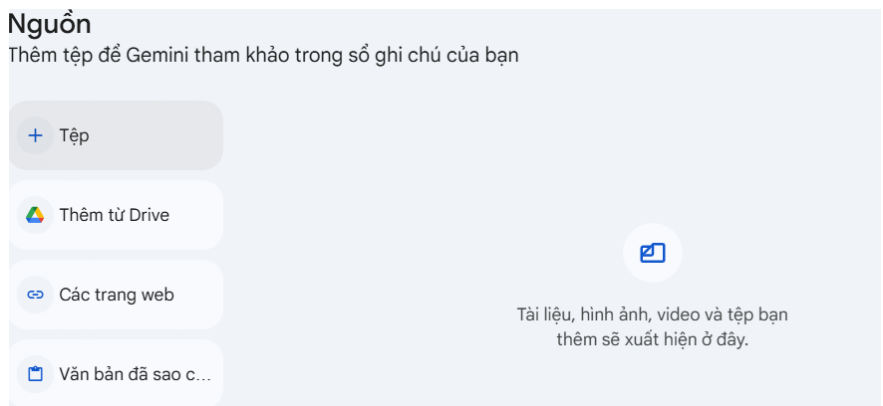 Nguồn
Thêm tệp để Gemini tham khảo trong sổ ghi chú của bạn
Tệp
Thêm từ Drive
Các trang web
Văn bản đã sao c...
Tài liệu, hình ảnh, video và tệp bạn
thêm sẽ xuất hiện ở đây.